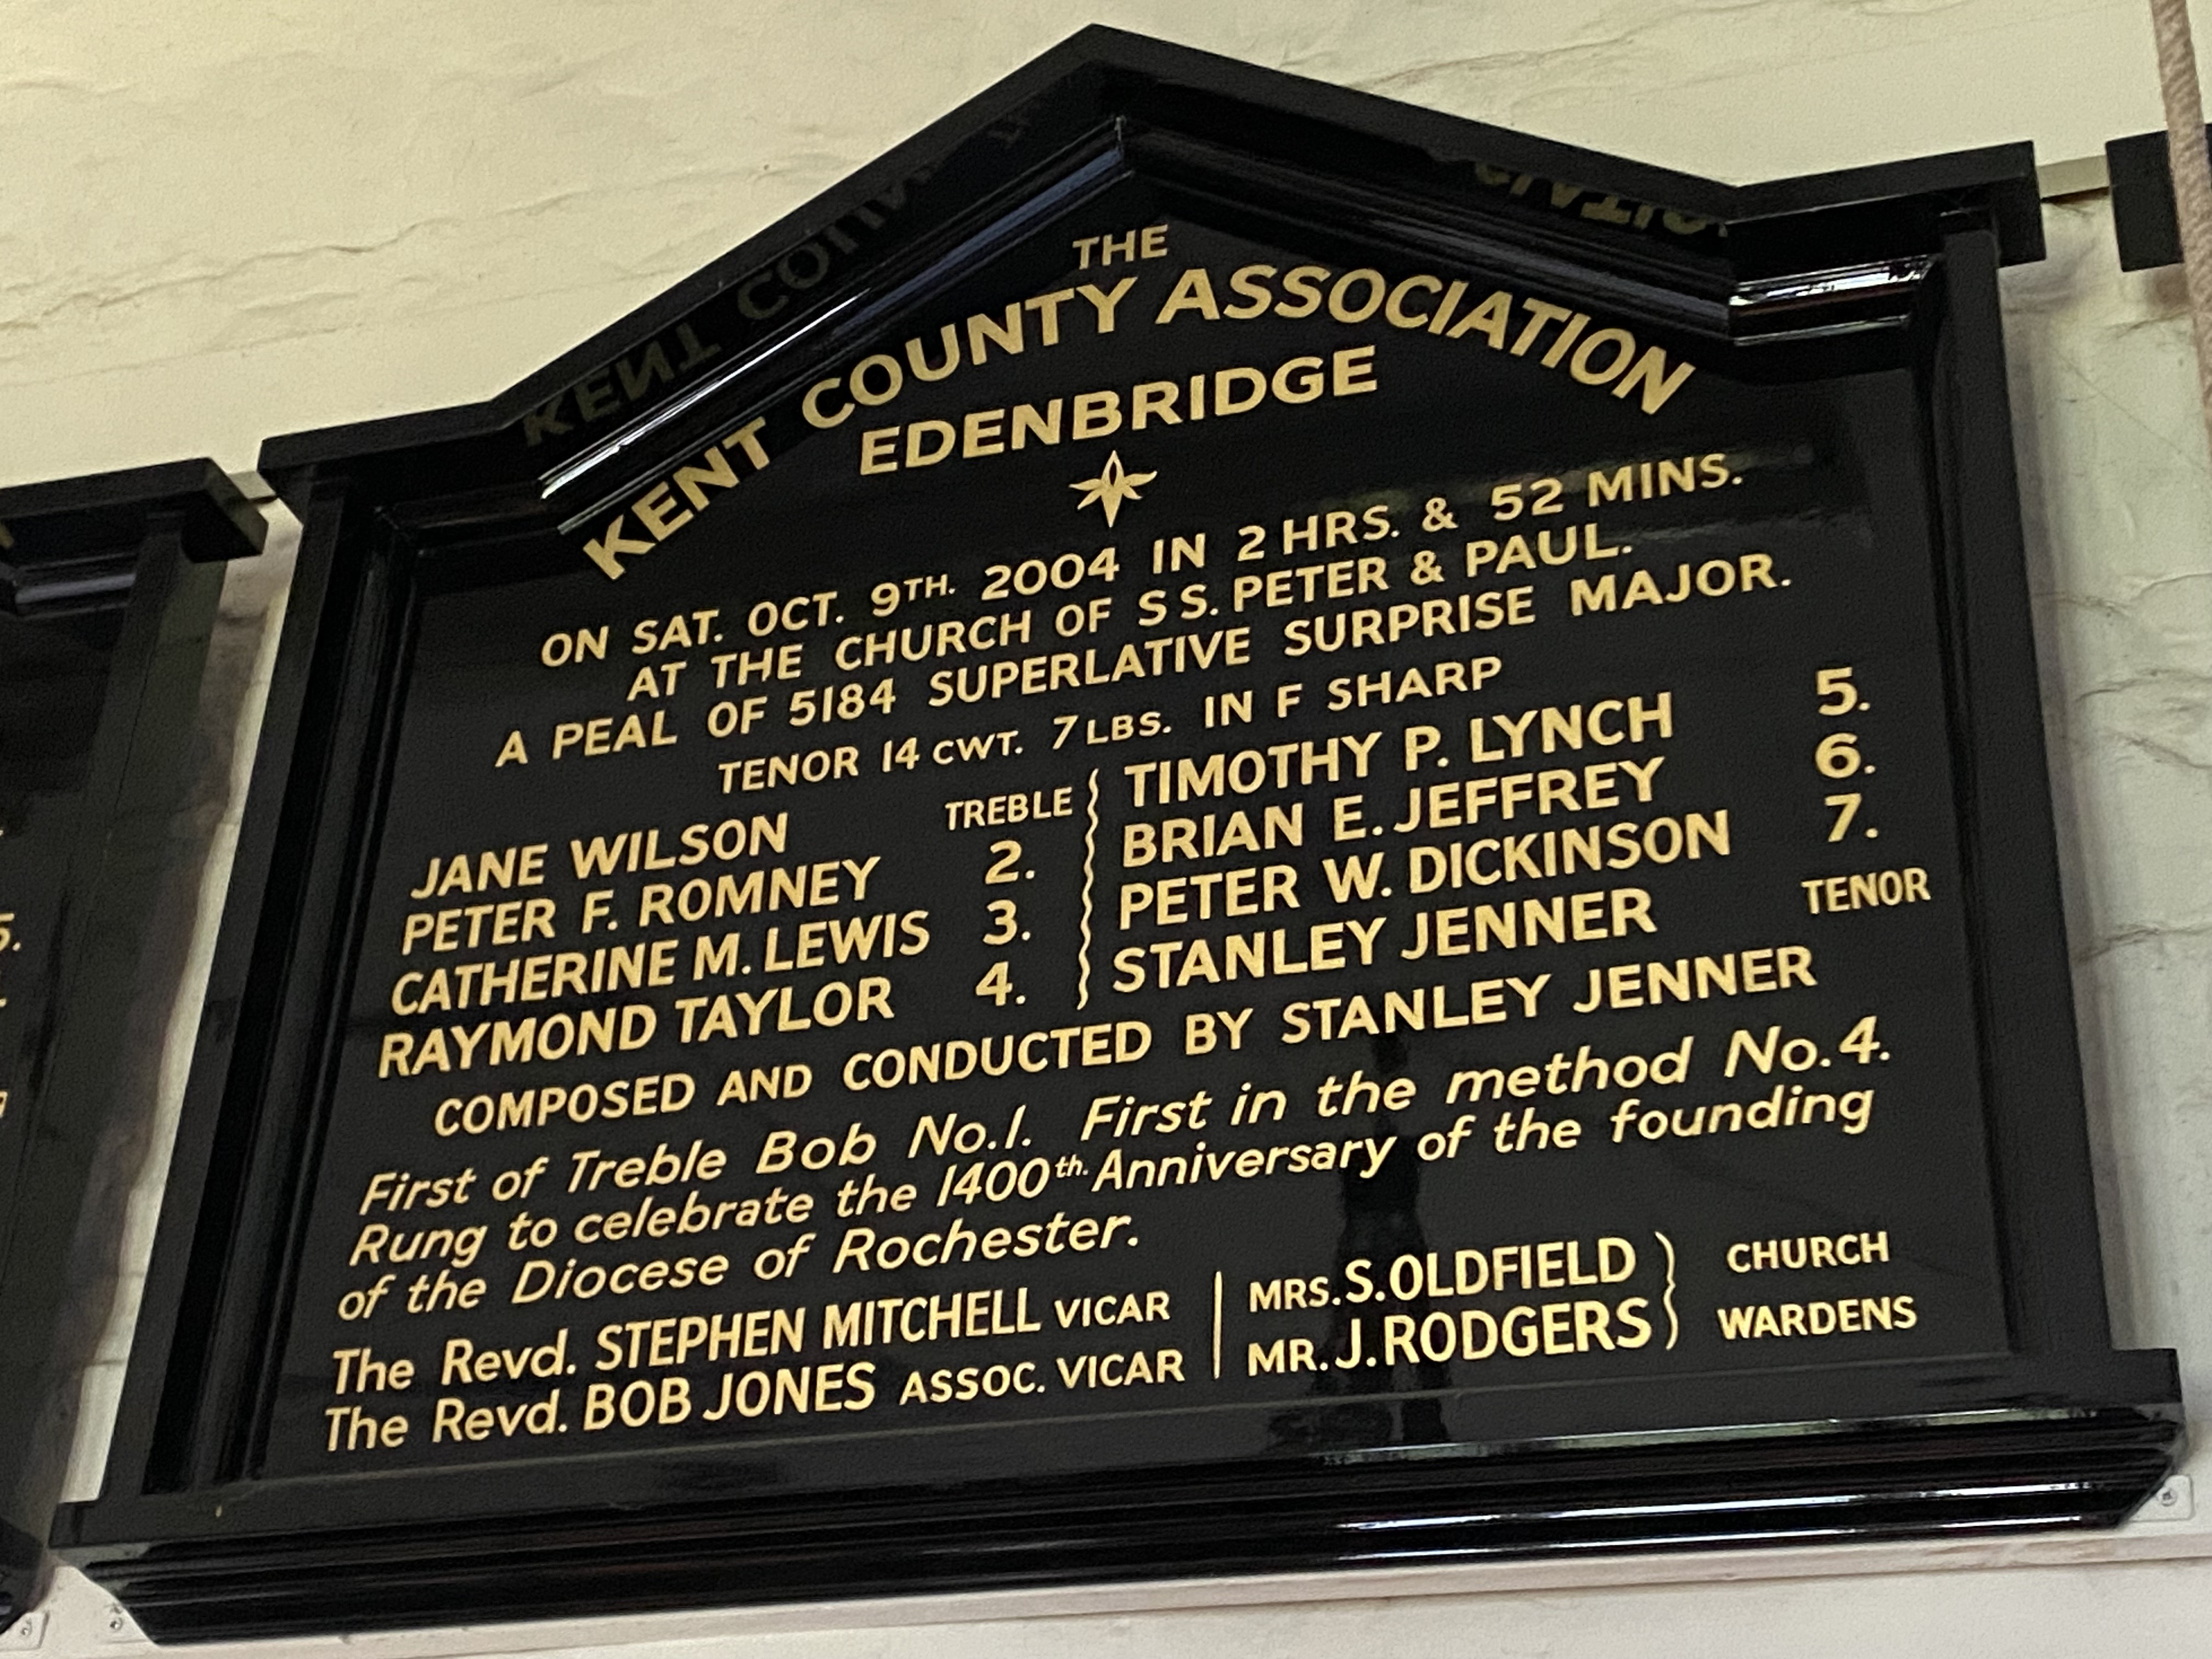 THE
KENT COUNTY ASSOCIATION
EDENBRIDGE
ON SAT. OCT. 9TH. 2004 IN 2 HRS. & 52 MINS.
AT THE CHURCH OF S S. PETER & PAUL.
A PEAL OF 5184 SUPERLATIVE SURPRISE MAJOR.
TENOR 14 CWT. 7 LBS. IN F SHARP
JANE WILSON TREBLE TIMOTHY P. LYNCH 5.
PETER F. ROMNEY 2. BRIAN E. JEFFREY 6.
CATHERINE M. LEWIS 3. PETER W. DICKINSON 7.
RAYMOND TAYLOR 4. STANLEY JENNER TENOR
COMPOSED AND CONDUCTED BY STANLEY JENNER
First of Treble Bob No.1. First in the method No.4.
Rung to celebrate the 1400th. Anniversary of the founding
of the Diocese of Rochester.
The Revd. STEPHEN MITCHELL VICAR MRS. S. OLDFIELD CHURCH
The Revd. BOB JONES ASSOC. VICAR MR. J. RODGERS WARDENS